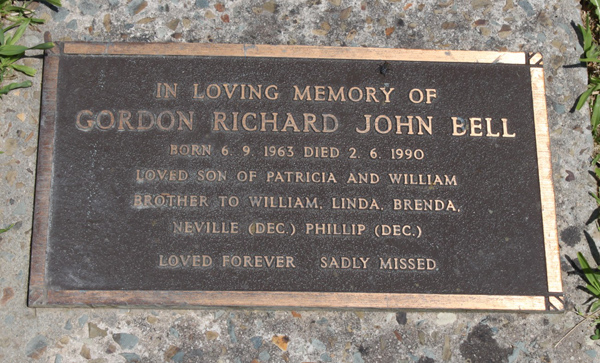 IN LOVING MEMORY OF
GORDON RICHARD JOHN BELL
BORN 6. 9. 1963 DIED 2. 6. 1990
LOVED SON OF PATRICIA AND WILLIAM
BROTHER TO WILLIAM, LINDA, BRENDA,
NEVILLE (DEC.) PHILLIP (DEC.)
LOVED FOREVER SADLY MISSED